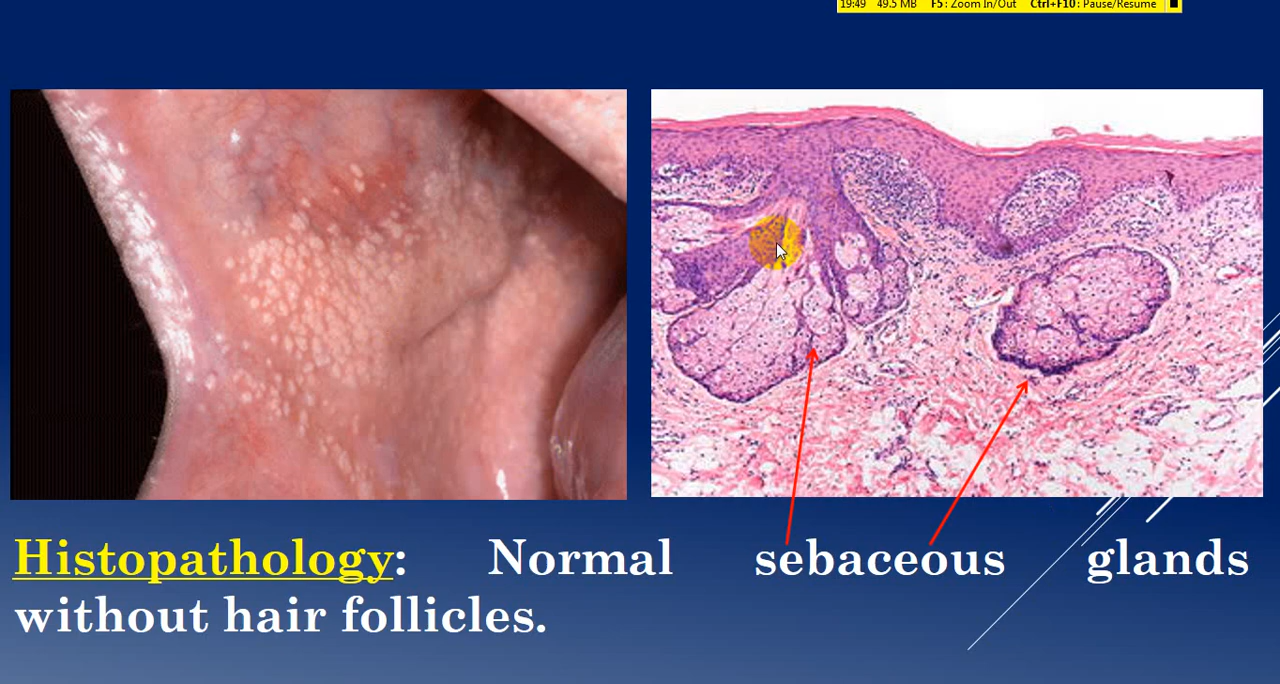 19:49 49.5 MB F5: Zoom In/Out Ctrl+F10: Pause/Resume
Histopathology: Normal sebaceous glands
without hair follicles.